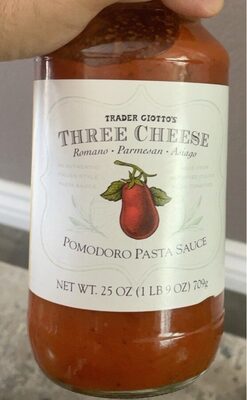 TRADER GIOTTO'S
THREE CHEESE
Romano • Parmesan • Asiago
POMODORO PASTA SAUCE
NET WT. 25 OZ (1 LB 9 OZ) 709g